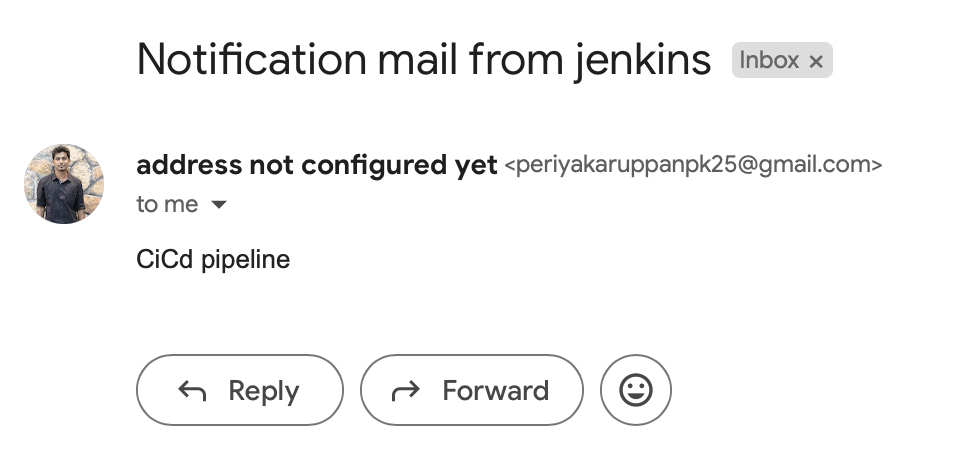 Notification mail from jenkins Inbox ×
address not configured yet <periyakaruppanpk25@gmail.com>
to me
CiCd pipeline
Reply Forward